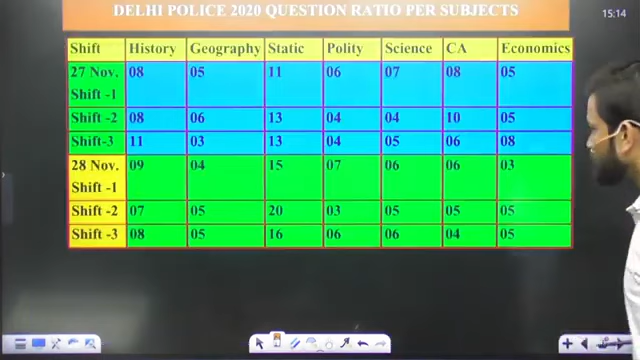 DELHI POLICE 2020 QUESTION RATIO PER SUBJECTS
15:14
Shift History Geography Static Polity Science CA Economics
27 Nov. 08 05 11 06 07 08 05
Shift -1
Shift -2 08 06 13 04 04 10 05
Shift-3 11 03 13 04 05 06 08
28 Nov. 09 04 15 07 06 06 03
Shift -1
Shift -2 07 05 20 03 05 05 05
Shift -3 08 05 16 06 06 04 05